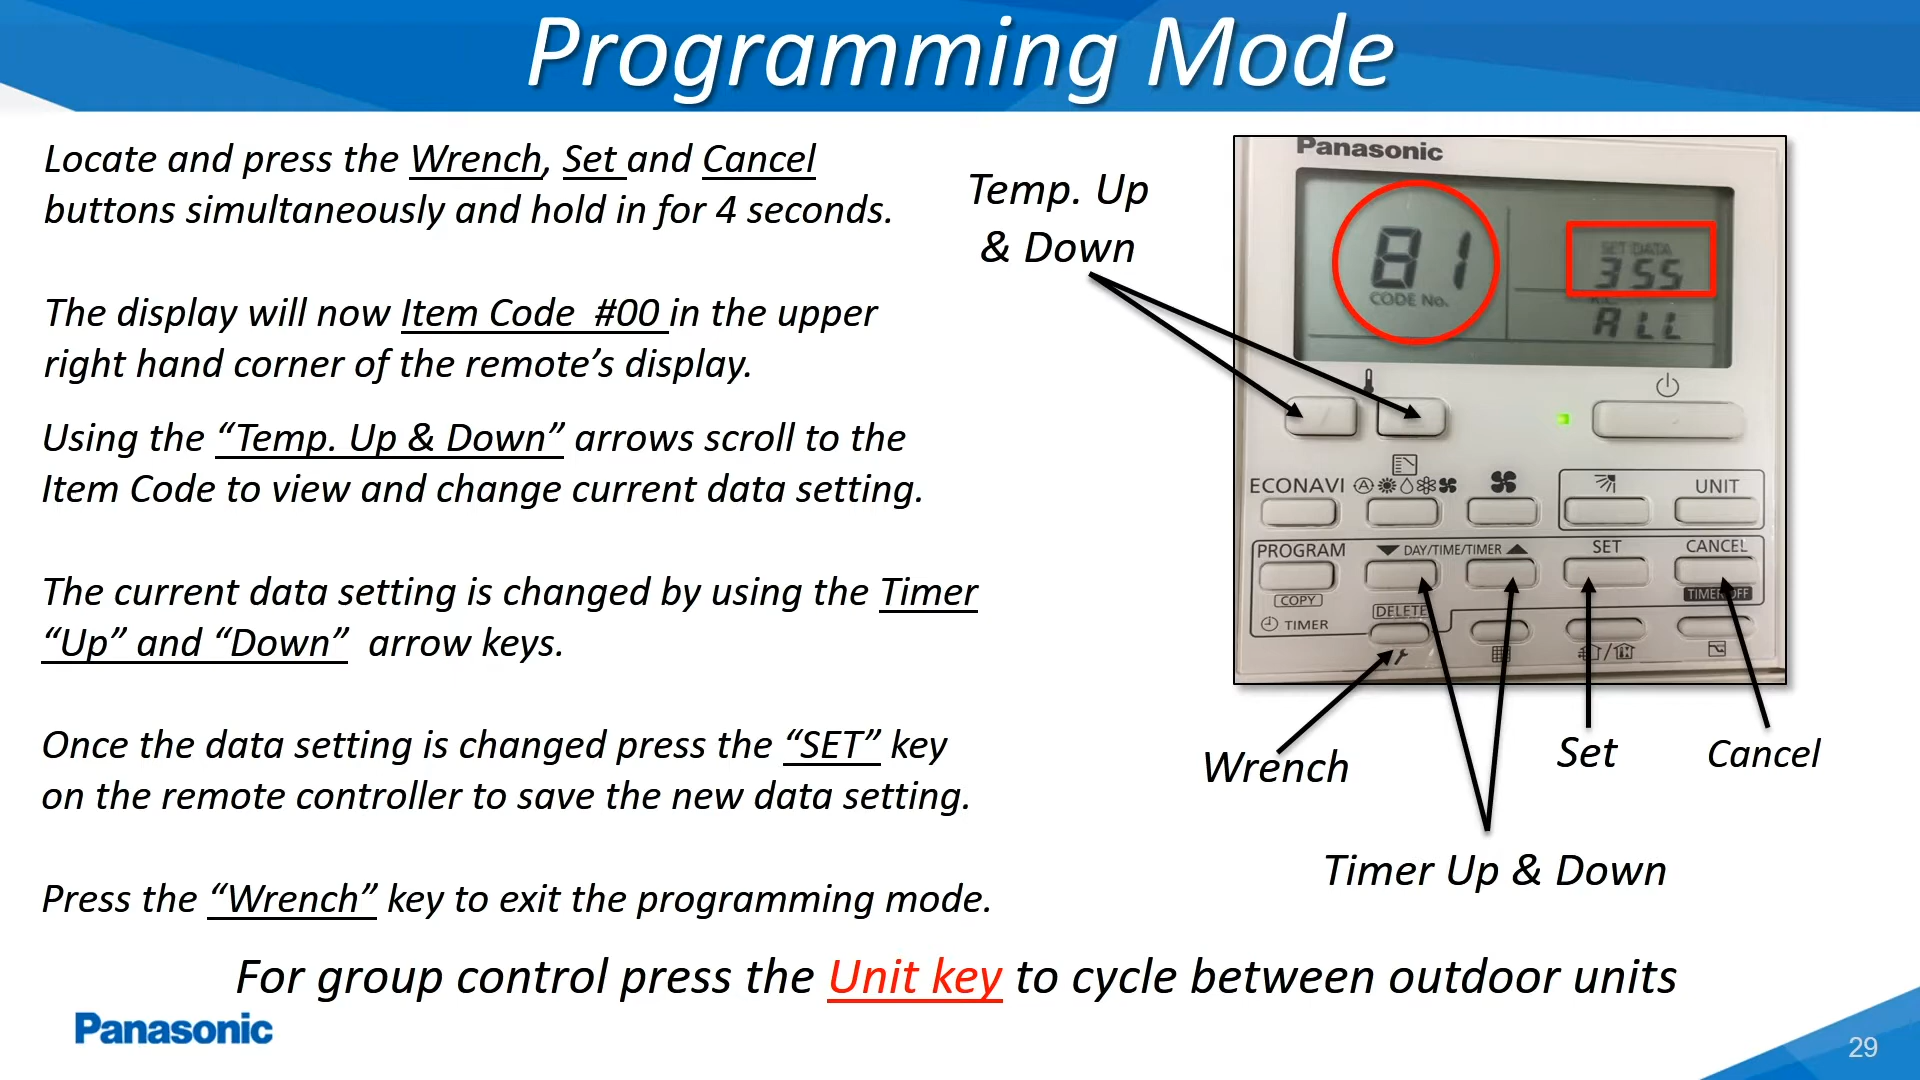 Programming Mode
Locate and press the Wrench, Set and Cancel
buttons simultaneously and hold in for 4 seconds.
The display will now Item Code #00 in the upper
right hand corner of the remote’s display.
Using the “Temp. Up & Down” arrows scroll to the
Item Code to view and change current data setting.
The current data setting is changed by using the Timer
“Up” and “Down” arrow keys.
Once the data setting is changed press the “SET” key
on the remote controller to save the new data setting.
Press the “Wrench” key to exit the programming mode.
Temp. Up
& Down
Panasonic
81
CODE No.
SET DATA
355
ALL
ECONAVI
UNIT
PROGRAM
DAY/TIME/TIMER
SET
CANCEL
COPY
TIMER OFF
DELETE
TIMER
Wrench
Set
Cancel
Timer Up & Down
For group control press the Unit key to cycle between outdoor units
Panasonic
29